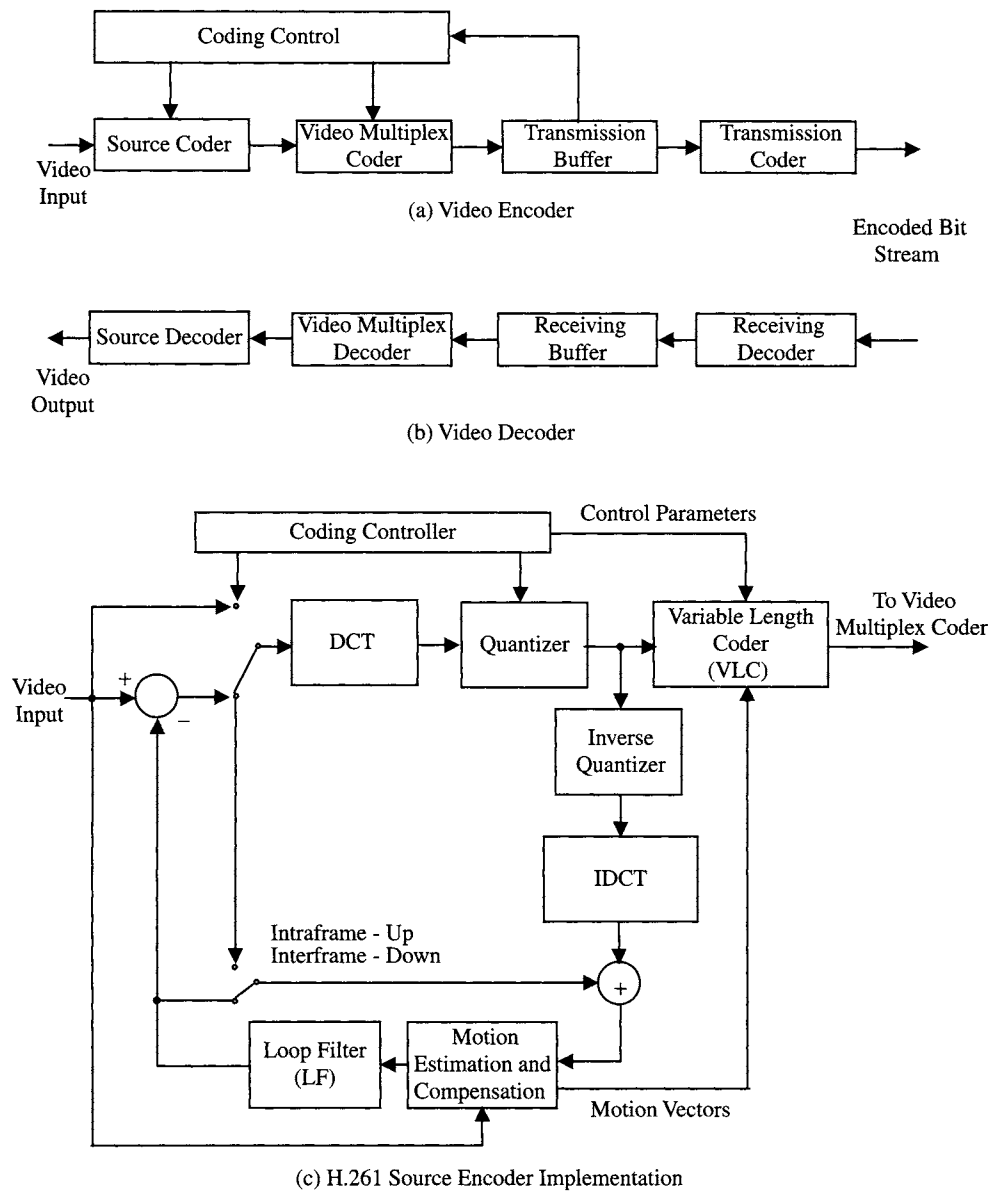 Coding Control
Source Coder
Video Multiplex
Coder
Transmission
Buffer
Transmission
Coder
Video
Input
(a) Video Encoder
Encoded Bit
Stream
Source Decoder
Video Multiplex
Decoder
Receiving
Buffer
Receiving
Decoder
Video
Output
(b) Video Decoder
Coding Controller
Control Parameters
DCT
Quantizer
Variable Length
Coder
(VLC)
To Video
Multiplex Coder
Video
Input
+
−
Inverse
Quantizer
IDCT
Intraframe - Up
Interframe - Down
+
Loop Filter
(LF)
Motion
Estimation and
Compensation
Motion Vectors
(c) H.261 Source Encoder Implementation